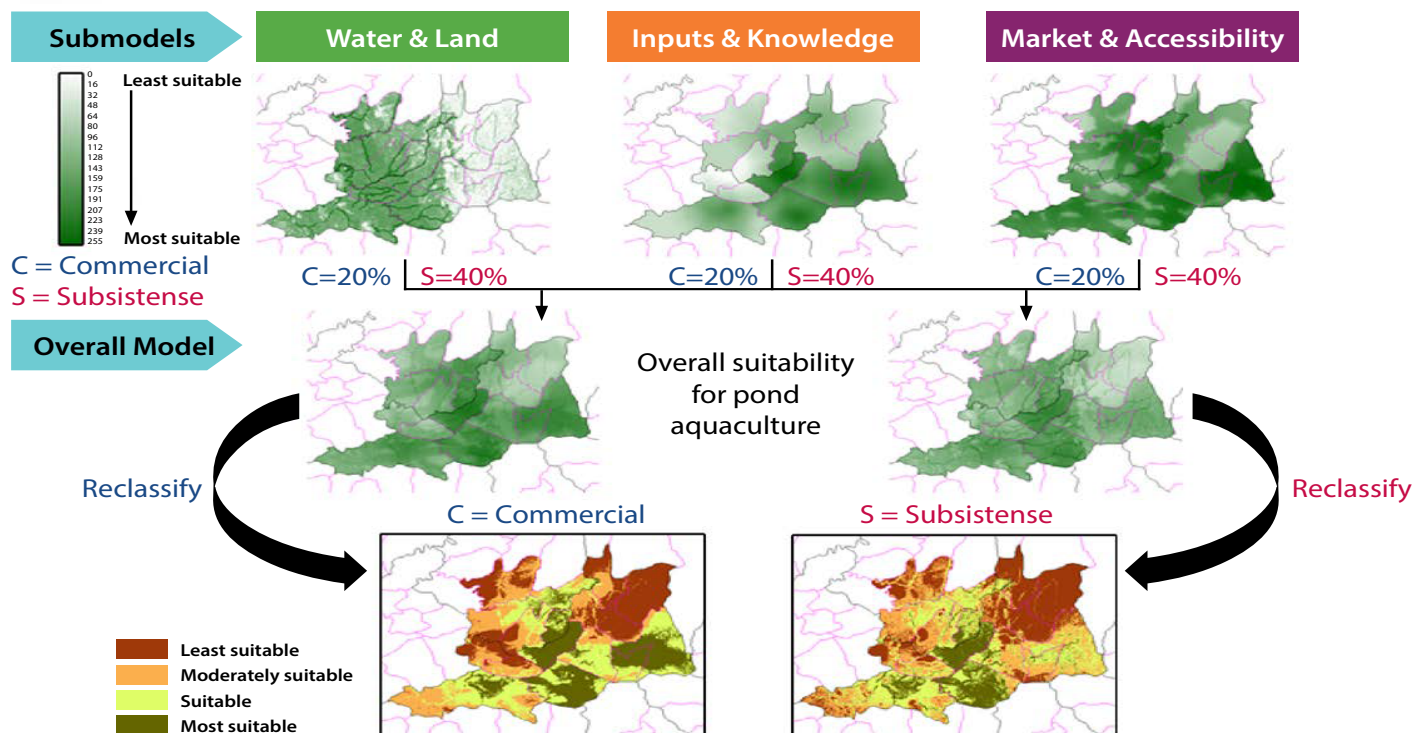 Submodels
Water & Land
Inputs & Knowledge
Market & Accessibility
0
16
32
48
64
80
96
112
128
143
159
175
191
207
223
239
255
Least suitable
Most suitable
C = Commercial
S = Subsistense
C=20%
S=40%
C=20%
S=40%
C=20%
S=40%
Overall Model
Overall suitability
for pond
aquaculture
Reclassify
Reclassify
C = Commercial
S = Subsistense
Least suitable
Moderately suitable
Suitable
Most suitable